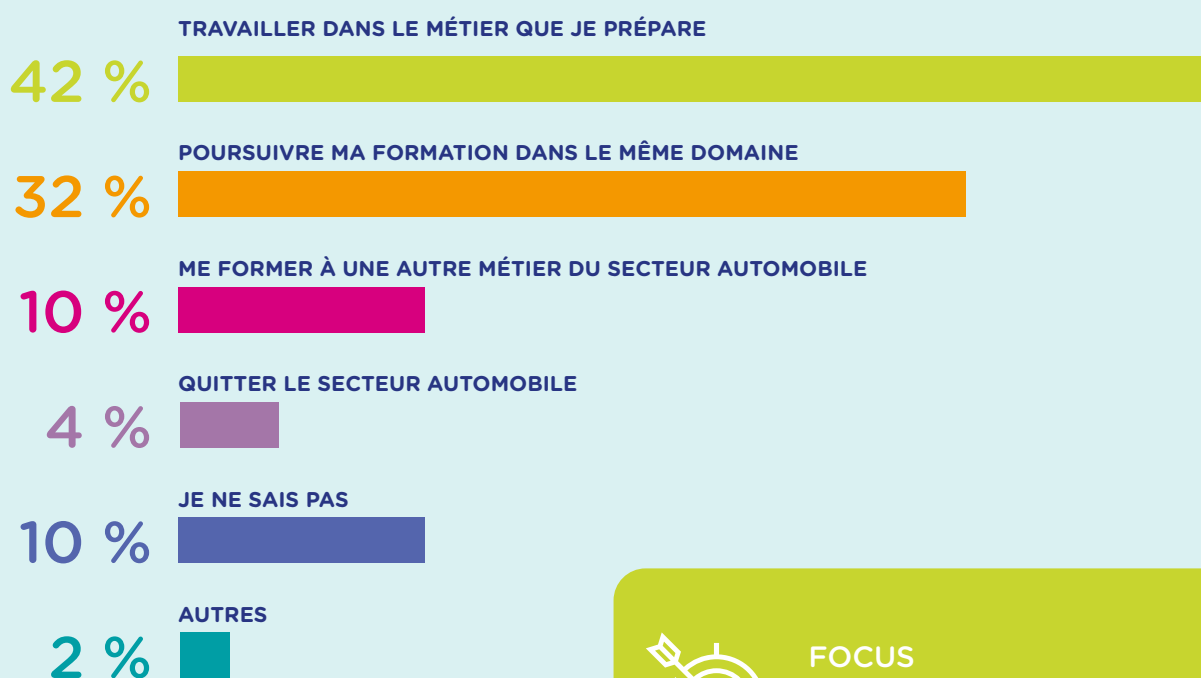 TRAVAILLER DANS LE MÉTIER QUE JE PRÉPARE
42 %
POURSUIVRE MA FORMATION DANS LE MÊME DOMAINE
32 %
ME FORMER À UNE AUTRE MÉTIER DU SECTEUR AUTOMOBILE
10 %
QUITTER LE SECTEUR AUTOMOBILE
4 %
JE NE SAIS PAS
10 %
AUTRES
2 %
FOCUS